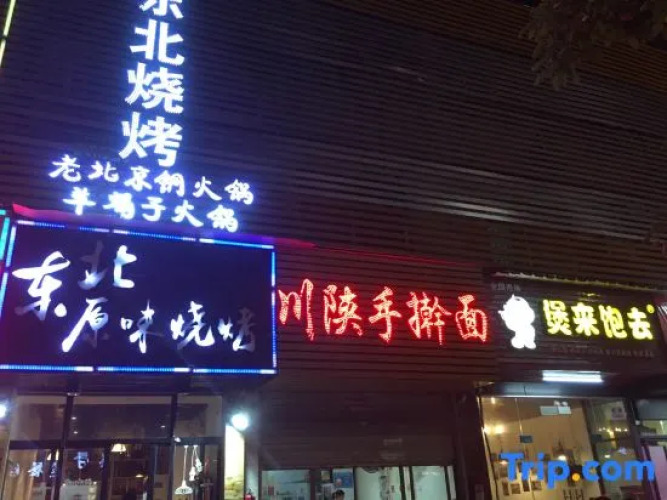 东北烧烤
老北京铜火锅
羊蝎子火锅
东北
原味烧烤
川陕手擀面
煲来饱去
Trip.com